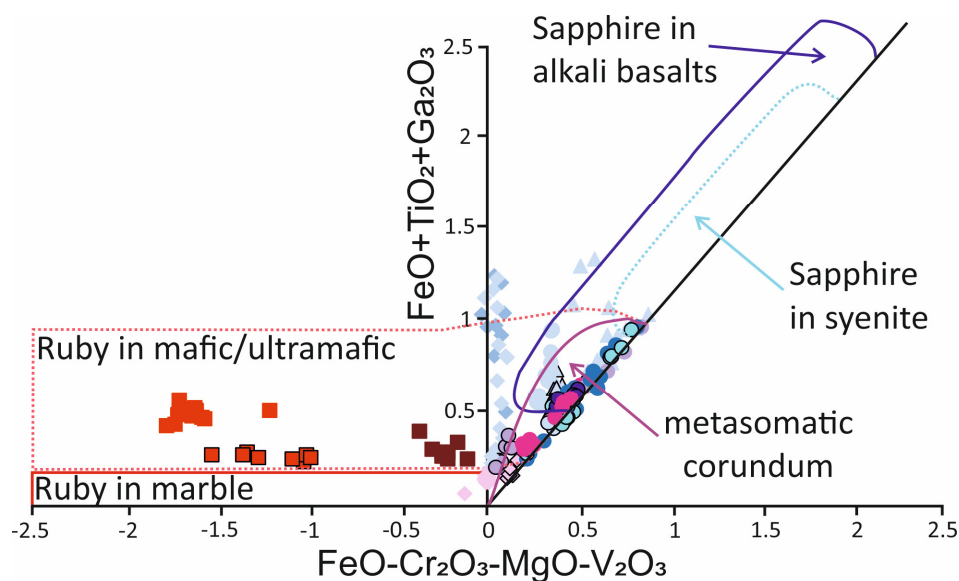 Sapphire in
alkali basalts
FeO+TiO₂+Ga₂O₃
2.5
2
1.5
1
0.5
Sapphire
in syenite
Ruby in mafic/ultramafic
metasomatic
corundum
Ruby in marble
-2.5 -2 -1.5 -1 -0.5 0 0.5 1 1.5 2 2.5
FeO-Cr₂O₃-MgO-V₂O₃